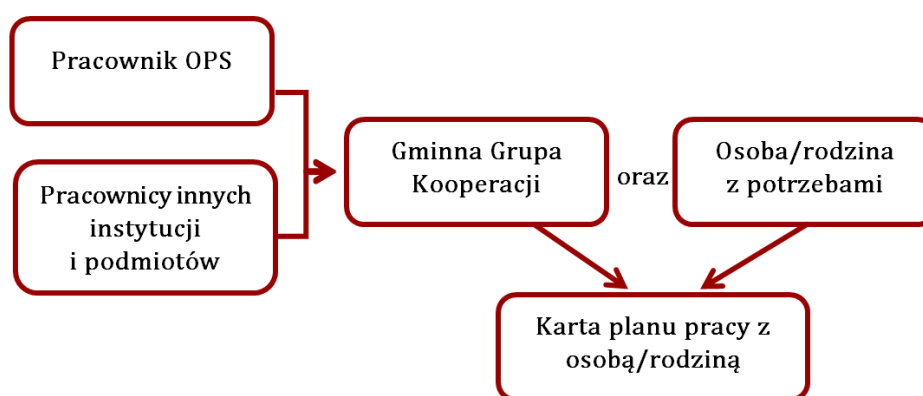 Pracownik OPS
Pracownicy innych
instytucji
i podmiotów
Gminna Grupa
Kooperacji
oraz
Osoba/rodzina
z potrzebami
Karta planu pracy z
osobą/rodziną